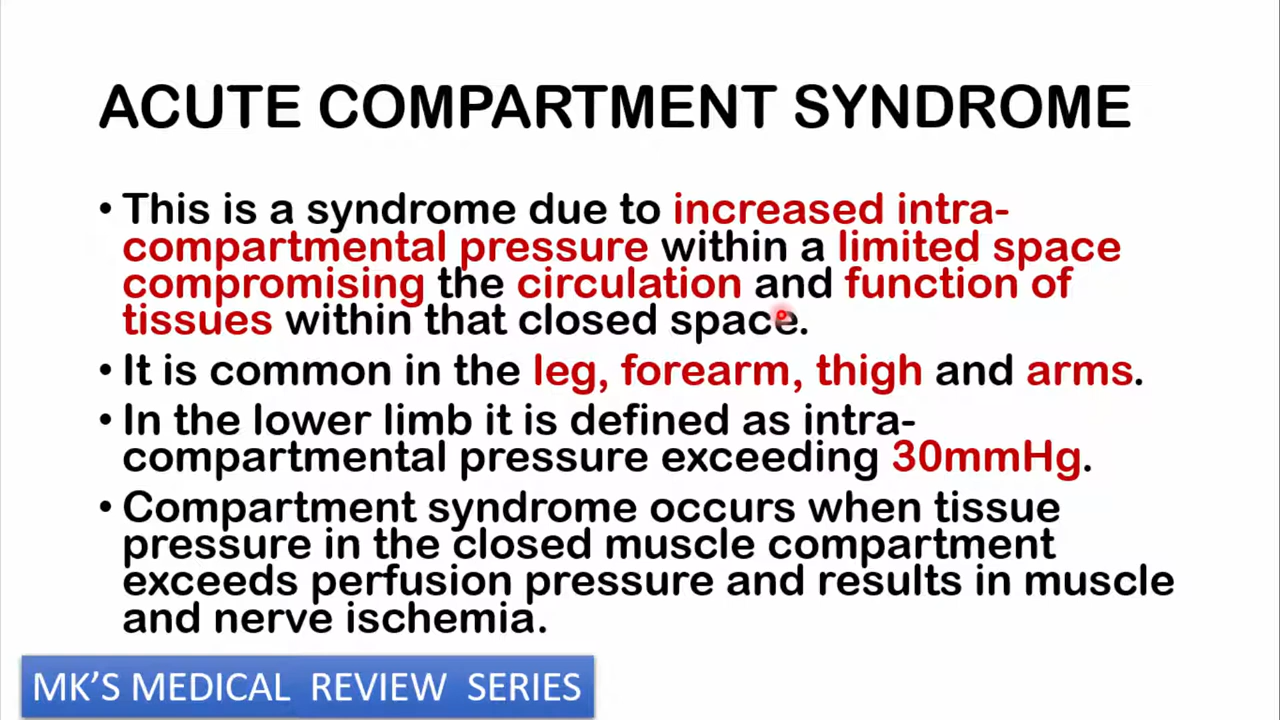 ACUTE COMPARTMENT SYNDROME
• This is a syndrome due to increased intra-
compartmental pressure within a limited space
compromising the circulation and function of
tissues within that closed space.
• It is common in the leg, forearm, thigh and arms.
• In the lower limb it is defined as intra-
compartmental pressure exceeding 30mmHg.
• Compartment syndrome occurs when tissue
pressure in the closed muscle compartment
exceeds perfusion pressure and results in muscle
and nerve ischemia.
MK'S MEDICAL REVIEW SERIES